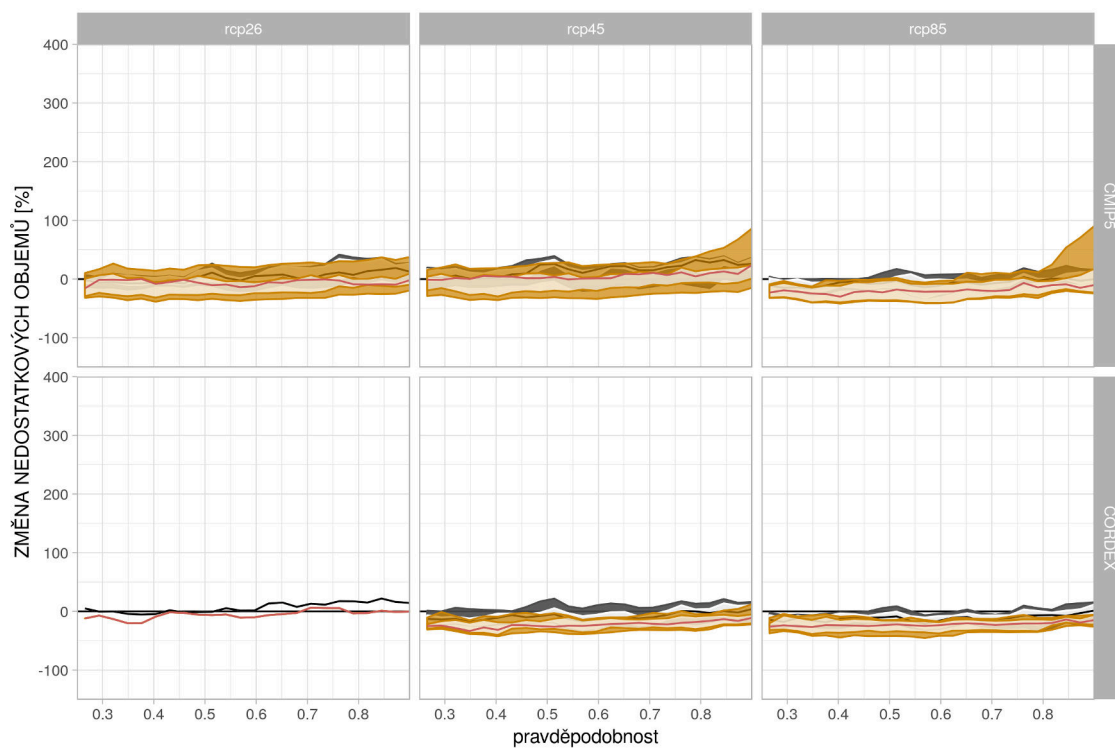 rcp26 rcp45 rcp85
400
300
200
100
0
-100
CMIP5
400
300
200
100
0
-100
CORDEX
0.3 0.4 0.5 0.6 0.7 0.8 0.3 0.4 0.5 0.6 0.7 0.8 0.3 0.4 0.5 0.6 0.7 0.8
pravděpodobnost
ZMĚNA NEDOSTATKOVÝCH OBJEMŮ [%]